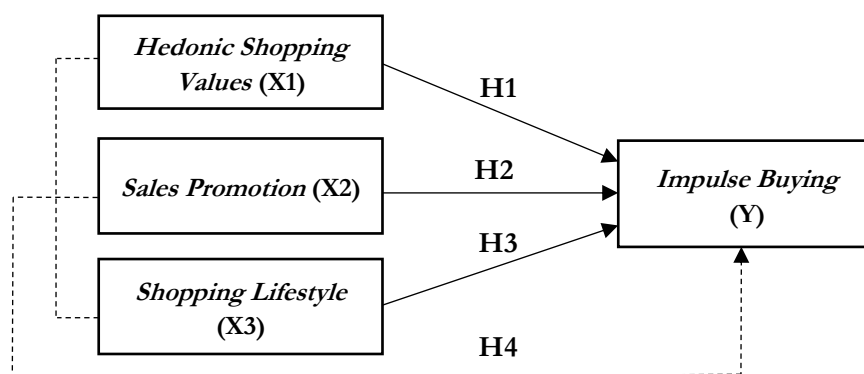 Hedonic Shopping
Values (X1)
H1
Sales Promotion (X2)
H2
Impulse Buying
(Y)
H3
Shopping Lifestyle
(X3)
H4